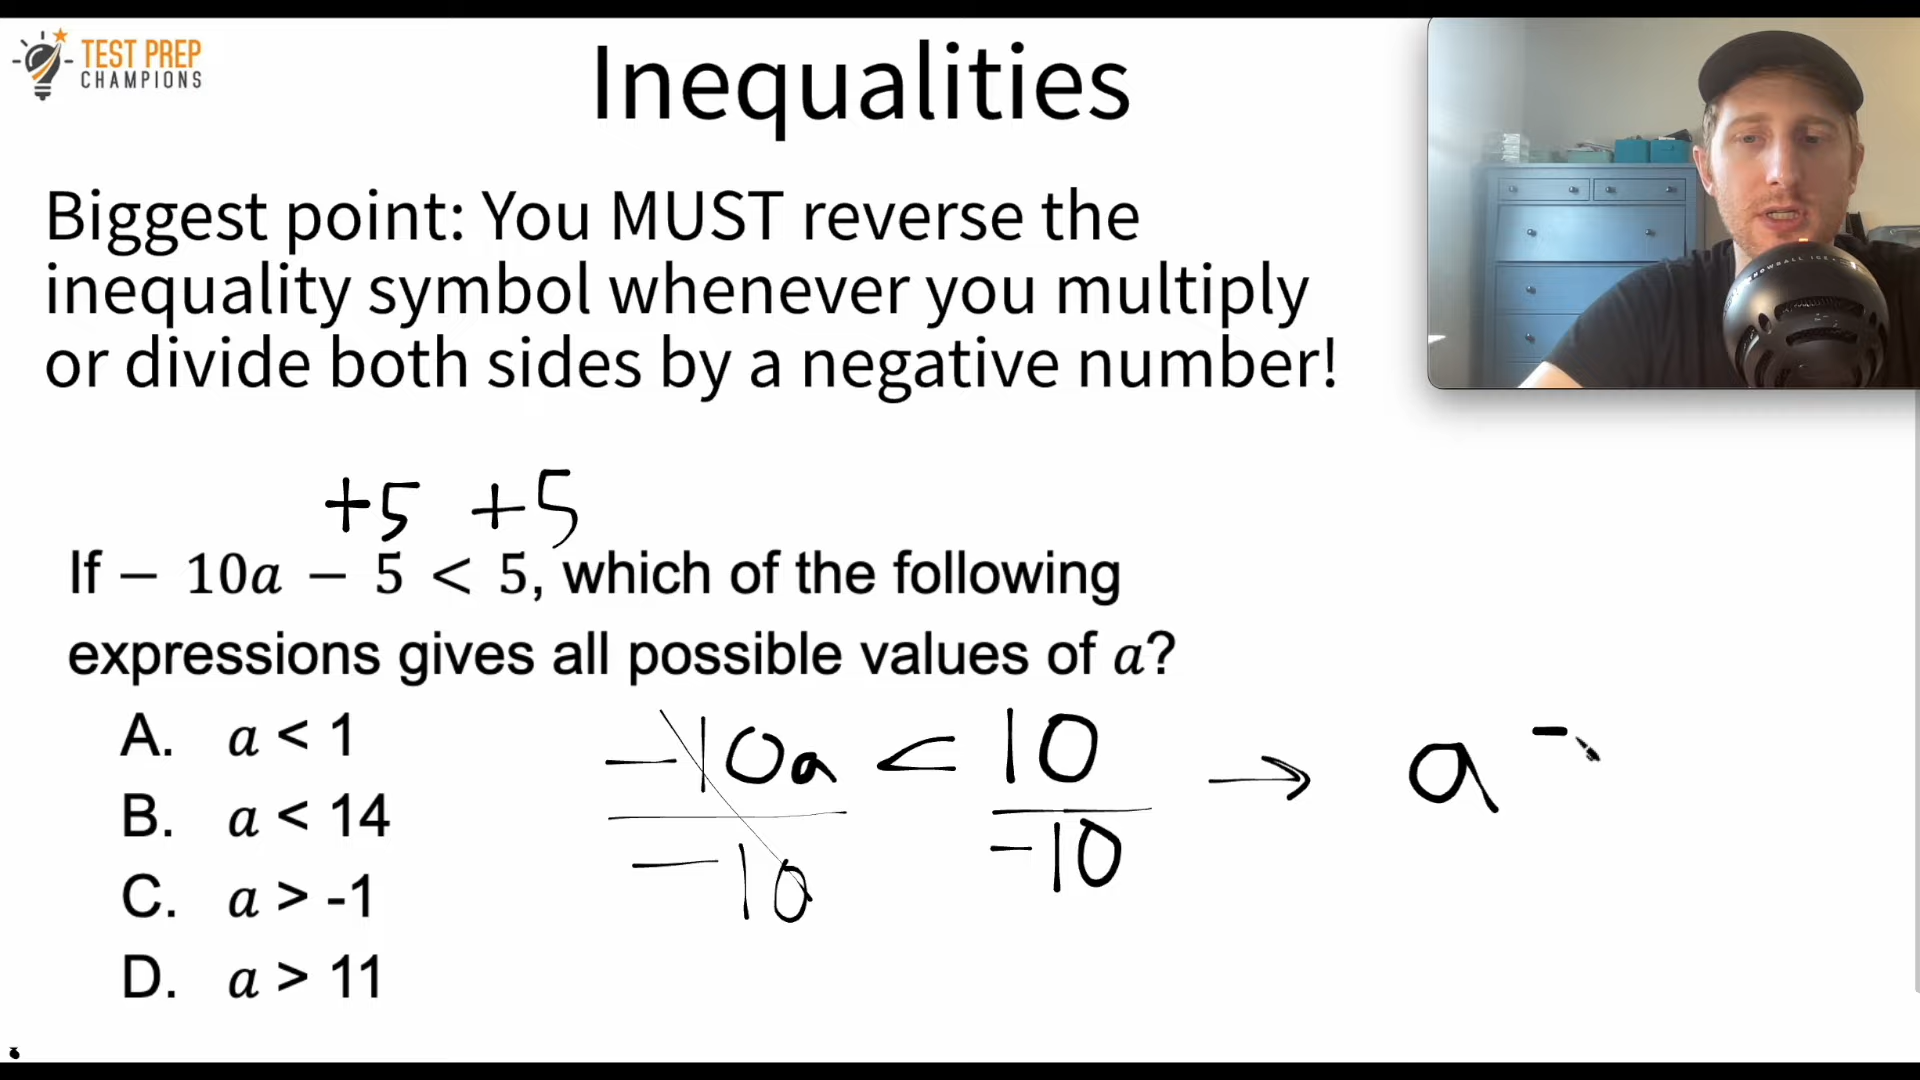 TEST PREP
CHAMPIONS
Inequalities
Biggest point: You MUST reverse the
inequality symbol whenever you multiply
or divide both sides by a negative number!
+5 +5
If − 10a − 5 < 5, which of the following
expressions gives all possible values of a?
A. a < 1
B. a < 14
C. a > -1
D. a > 11
-10a < 10 → a
-10 -10